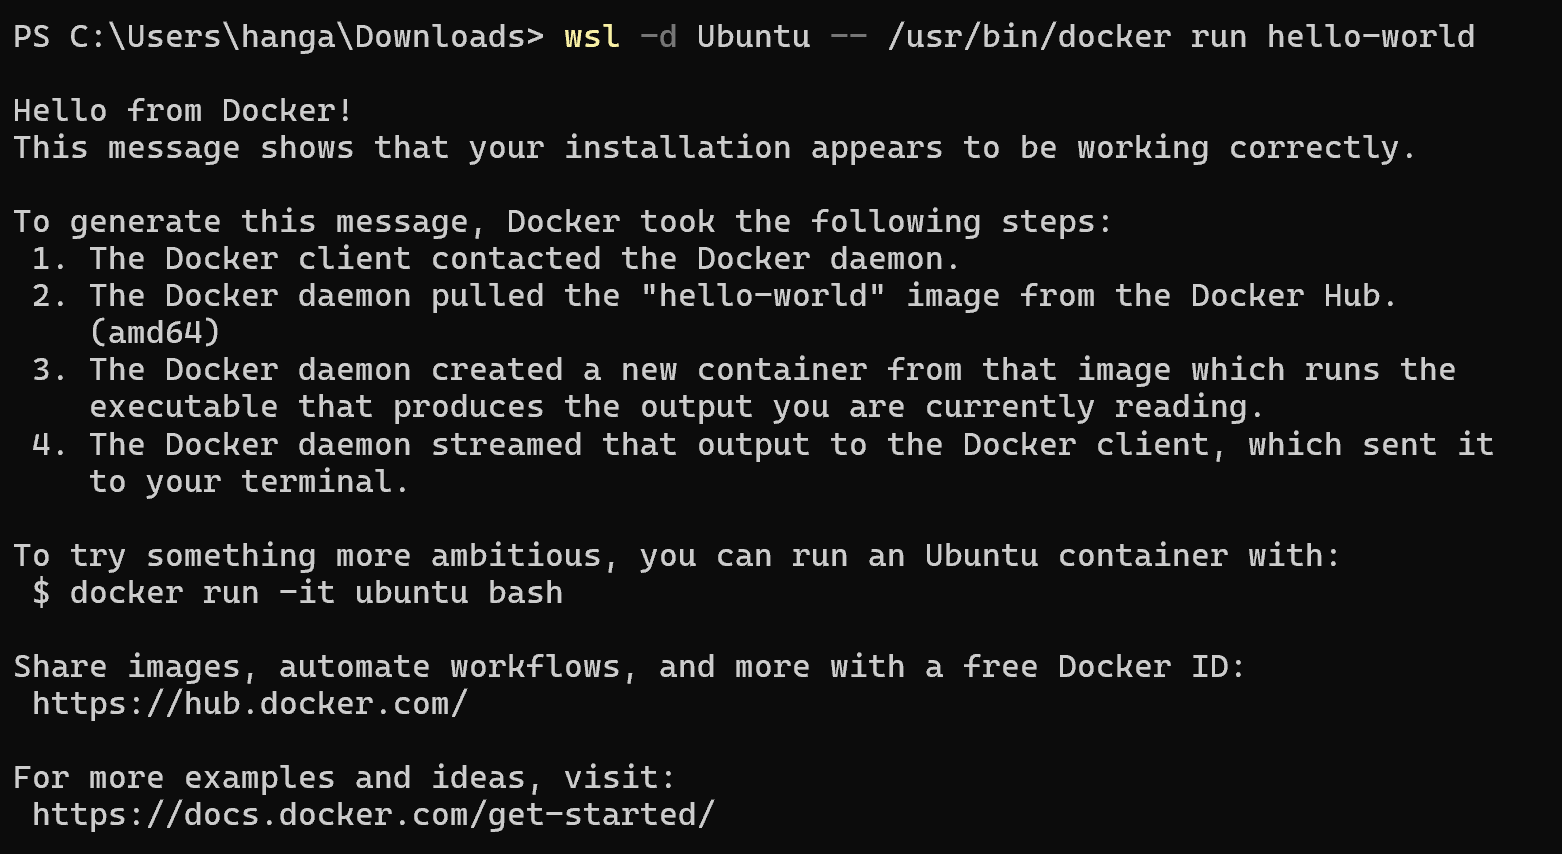 PS C:\Users\hanga\Downloads> wsl -d Ubuntu -- /usr/bin/docker run hello-world

Hello from Docker!
This message shows that your installation appears to be working correctly.

To generate this message, Docker took the following steps:
 1. The Docker client contacted the Docker daemon.
 2. The Docker daemon pulled the "hello-world" image from the Docker Hub.
    (amd64)
 3. The Docker daemon created a new container from that image which runs the
    executable that produces the output you are currently reading.
 4. The Docker daemon streamed that output to the Docker client, which sent it
    to your terminal.

To try something more ambitious, you can run an Ubuntu container with:
 $ docker run -it ubuntu bash

Share images, automate workflows, and more with a free Docker ID:
 https://hub.docker.com/

For more examples and ideas, visit:
 https://docs.docker.com/get-started/